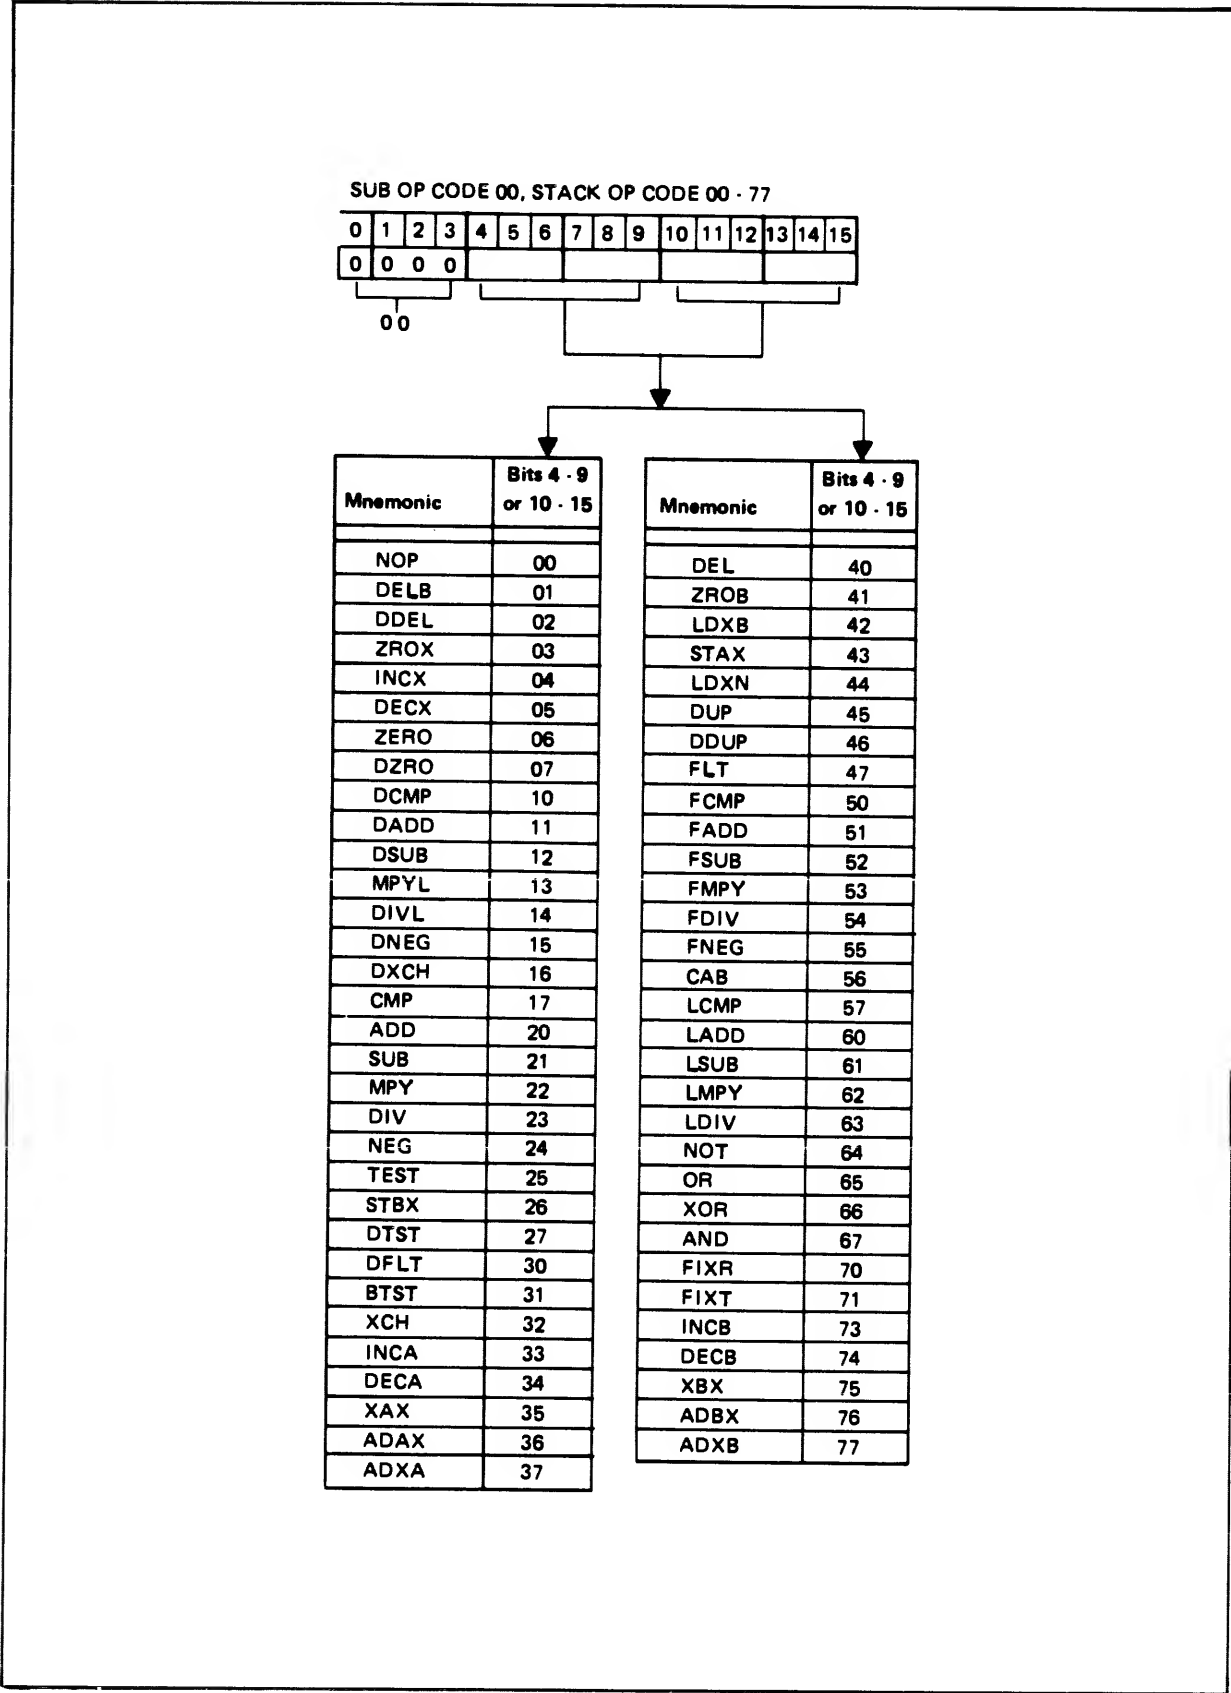 SUB OP CODE 00, STACK OP CODE 00 - 77
0 1 2 3 4 5 6 7 8 9 10 11 12 13 14 15
0 0 0 0
00
Mnemonic Bits 4 - 9 or 10 - 15
NOP 00
DELB 01
DDEL 02
ZROX 03
INCX 04
DECX 05
ZERO 06
DZRO 07
DCMP 10
DADD 11
DSUB 12
MPYL 13
DIVL 14
DNEG 15
DXCH 16
CMP 17
ADD 20
SUB 21
MPY 22
DIV 23
NEG 24
TEST 25
STBX 26
DTST 27
DFLT 30
BTST 31
XCH 32
INCA 33
DECA 34
XAX 35
ADAX 36
ADXA 37
Mnemonic Bits 4 - 9 or 10 - 15
DEL 40
ZROB 41
LDXB 42
STAX 43
LDXN 44
DUP 45
DDUP 46
FLT 47
FCMP 50
FADD 51
FSUB 52
FMPY 53
FDIV 54
FNEG 55
CAB 56
LCMP 57
LADD 60
LSUB 61
LMPY 62
LDIV 63
NOT 64
OR 65
XOR 66
AND 67
FIXR 70
FIXT 71
INCB 73
DECB 74
XBX 75
ADBX 76
ADXB 77